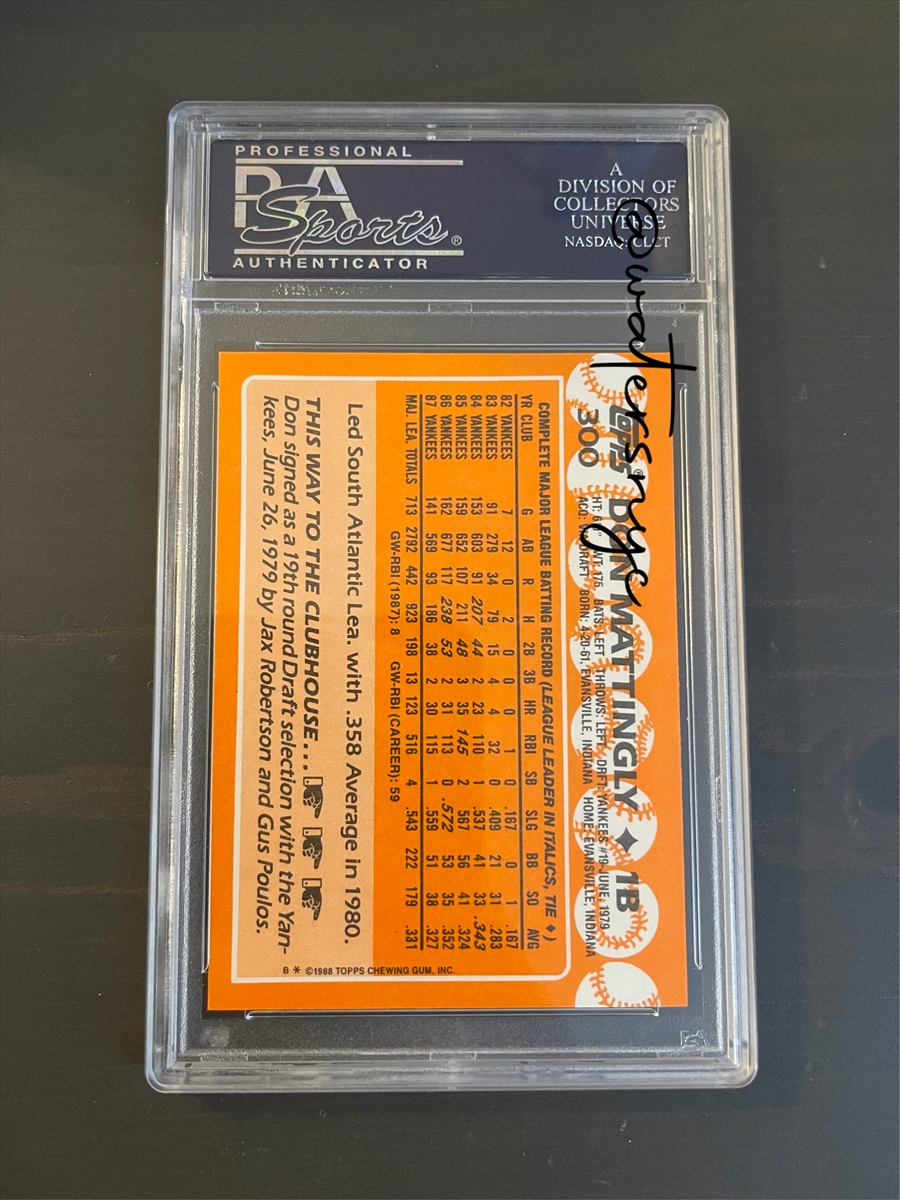 PROFESSIONAL
PSA
Sports®
AUTHENTICATOR
A
DIVISION OF
COLLECTORS
UNIVERSE
NASDAQ: CLCT
@watersnyc
Topps®
300
DON MATTINGLY ♦ 1B
WT: 175 BATS: LEFT THROWS: LEFT DRFT: YANKEES #19-JUNE, 1979
ACQ: DRAFT BORN: 4-20-61, EVANSVILLE, INDIANA HOME: EVANSVILLE, INDIANA
COMPLETE MAJOR LEAGUE BATTING RECORD (LEAGUE LEADER IN ITALICS, TIE ♦)
YR CLUB G AB R H 2B 3B HR RBI SB SLG BB SO AVG
82 YANKEES 7 12 0 2 0 0 0 1 0 .167 0 1 .167
83 YANKEES 91 279 34 79 15 4 4 32 0 .409 21 31 .283
84 YANKEES 153 603 91 207 44 2 23 110 1 .537 41 33 .343
85 YANKEES 159 652 107 211 48 3 35 145 2 .567 56 41 .324
86 YANKEES 162 677 117 238 53 2 31 113 0 .572 53 35 .352
87 YANKEES 141 569 93 186 38 2 30 115 1 .559 51 38 .327
MAJ. LEA. TOTALS 713 2792 442 923 198 13 123 516 4 .543 222 179 .331
GW-RBI (1987): 8 GW-RBI (CAREER): 59
Led South Atlantic Lea. with .358 Average in 1980.
THIS WAY TO THE CLUBHOUSE...
Don signed as a 19th round Draft selection with the Yan-
kees, June 26, 1979 by Jax Robertson and Gus Poulos.
B * ©1988 TOPPS CHEWING GUM, INC.